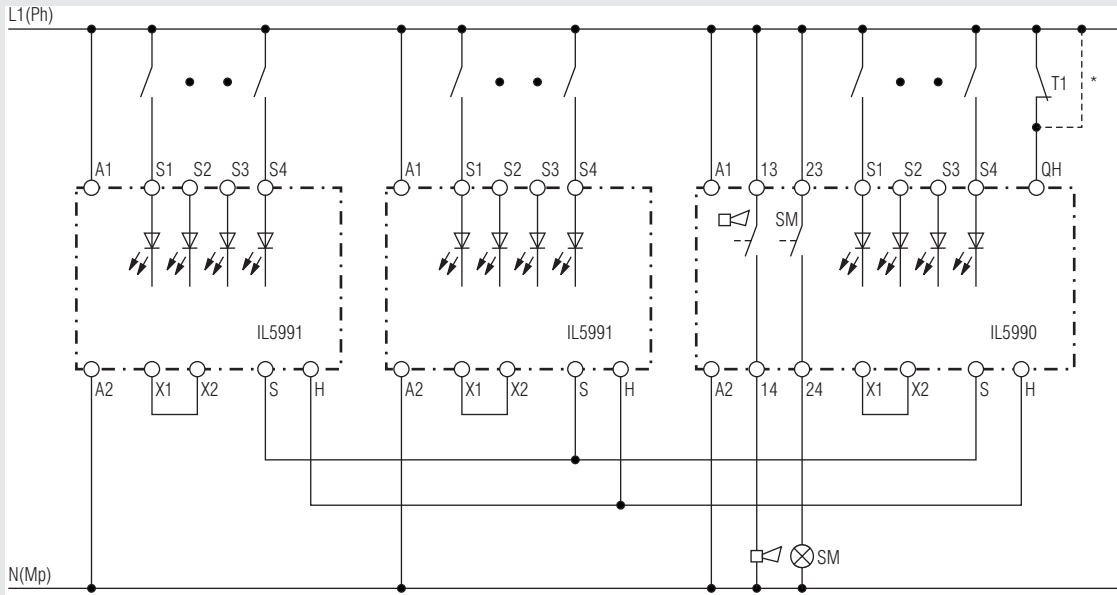 L1(Ph)
T1 *
A1 S1 S2 S3 S4 A1 S1 S2 S3 S4 A1 13 23 S1 S2 S3 S4 QH
SM
IL5991 IL5991 IL5990
A2 X1 X2 S H A2 X1 X2 S H A2 14 24 X1 X2 S H
SM
N(Mp)